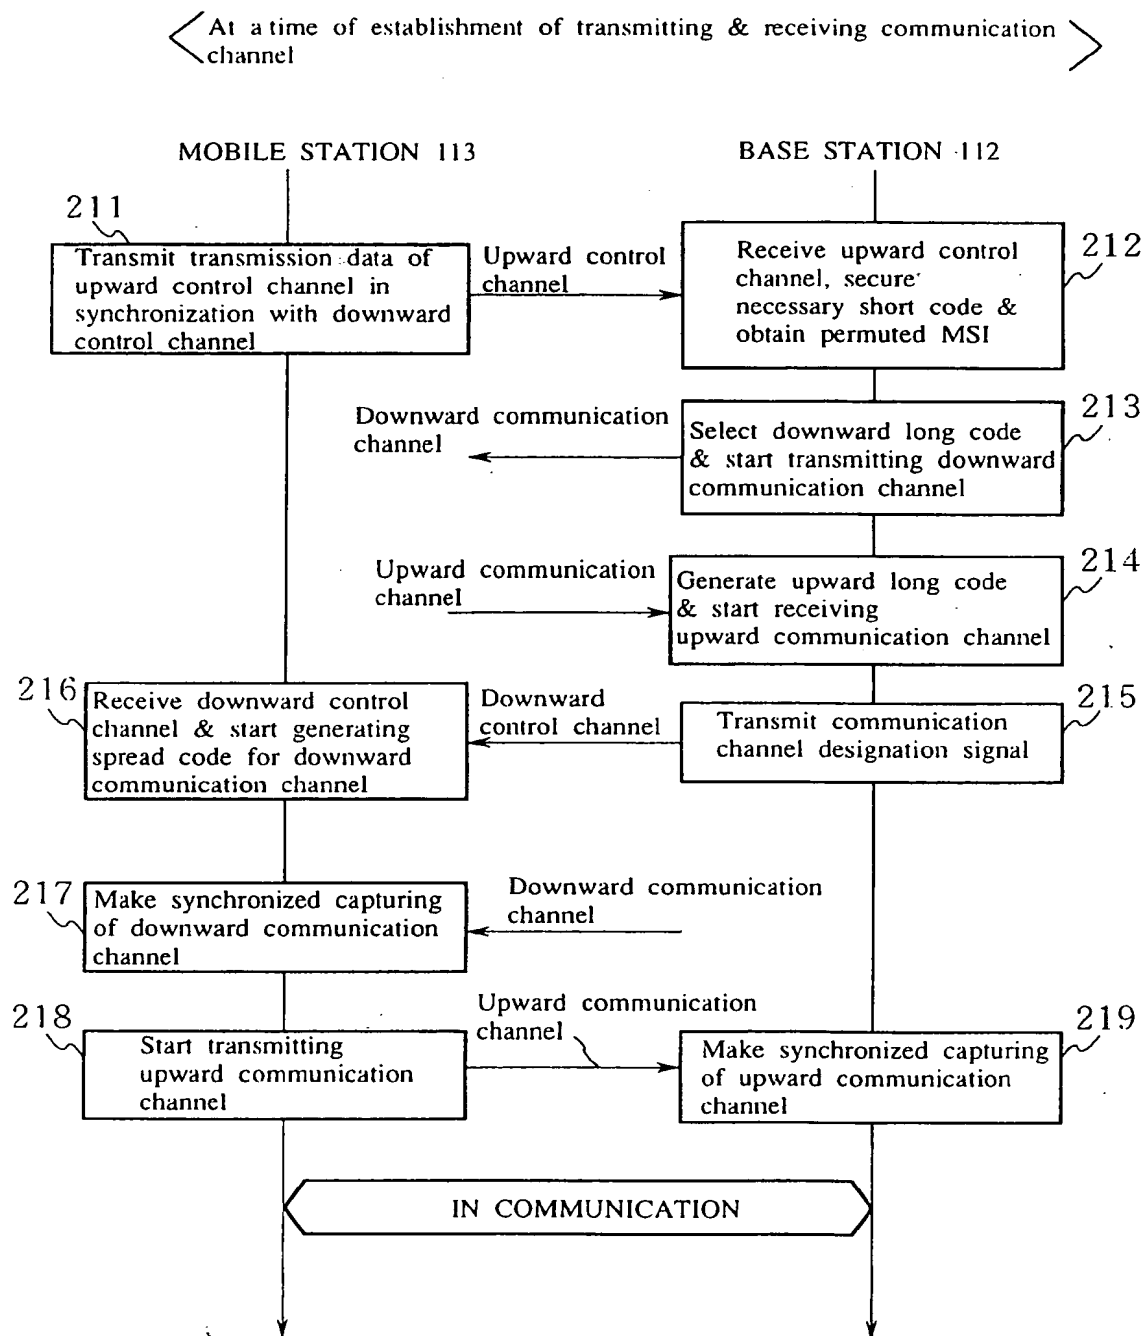 At a time of establishment of transmitting & receiving communication
channel
MOBILE STATION 113
BASE STATION 112
211
Transmit transmission data of
upward control channel in
synchronization with downward
control channel
Upward control
channel
212
Receive upward control
channel, secure
necessary short code &
obtain permuted MSI
Downward communication
channel
213
Select downward long code
& start transmitting downward
communication channel
Upward communication
channel
214
Generate upward long code
& start receiving
upward communication channel
216
Receive downward control
channel & start generating
spread code for downward
communication channel
Downward
control channel
215
Transmit communication
channel designation signal
217
Make synchronized capturing
of downward communication
channel
Downward communication
channel
218
Start transmitting
upward communication
channel
Upward communication
channel
219
Make synchronized capturing
of upward communication
channel
IN COMMUNICATION